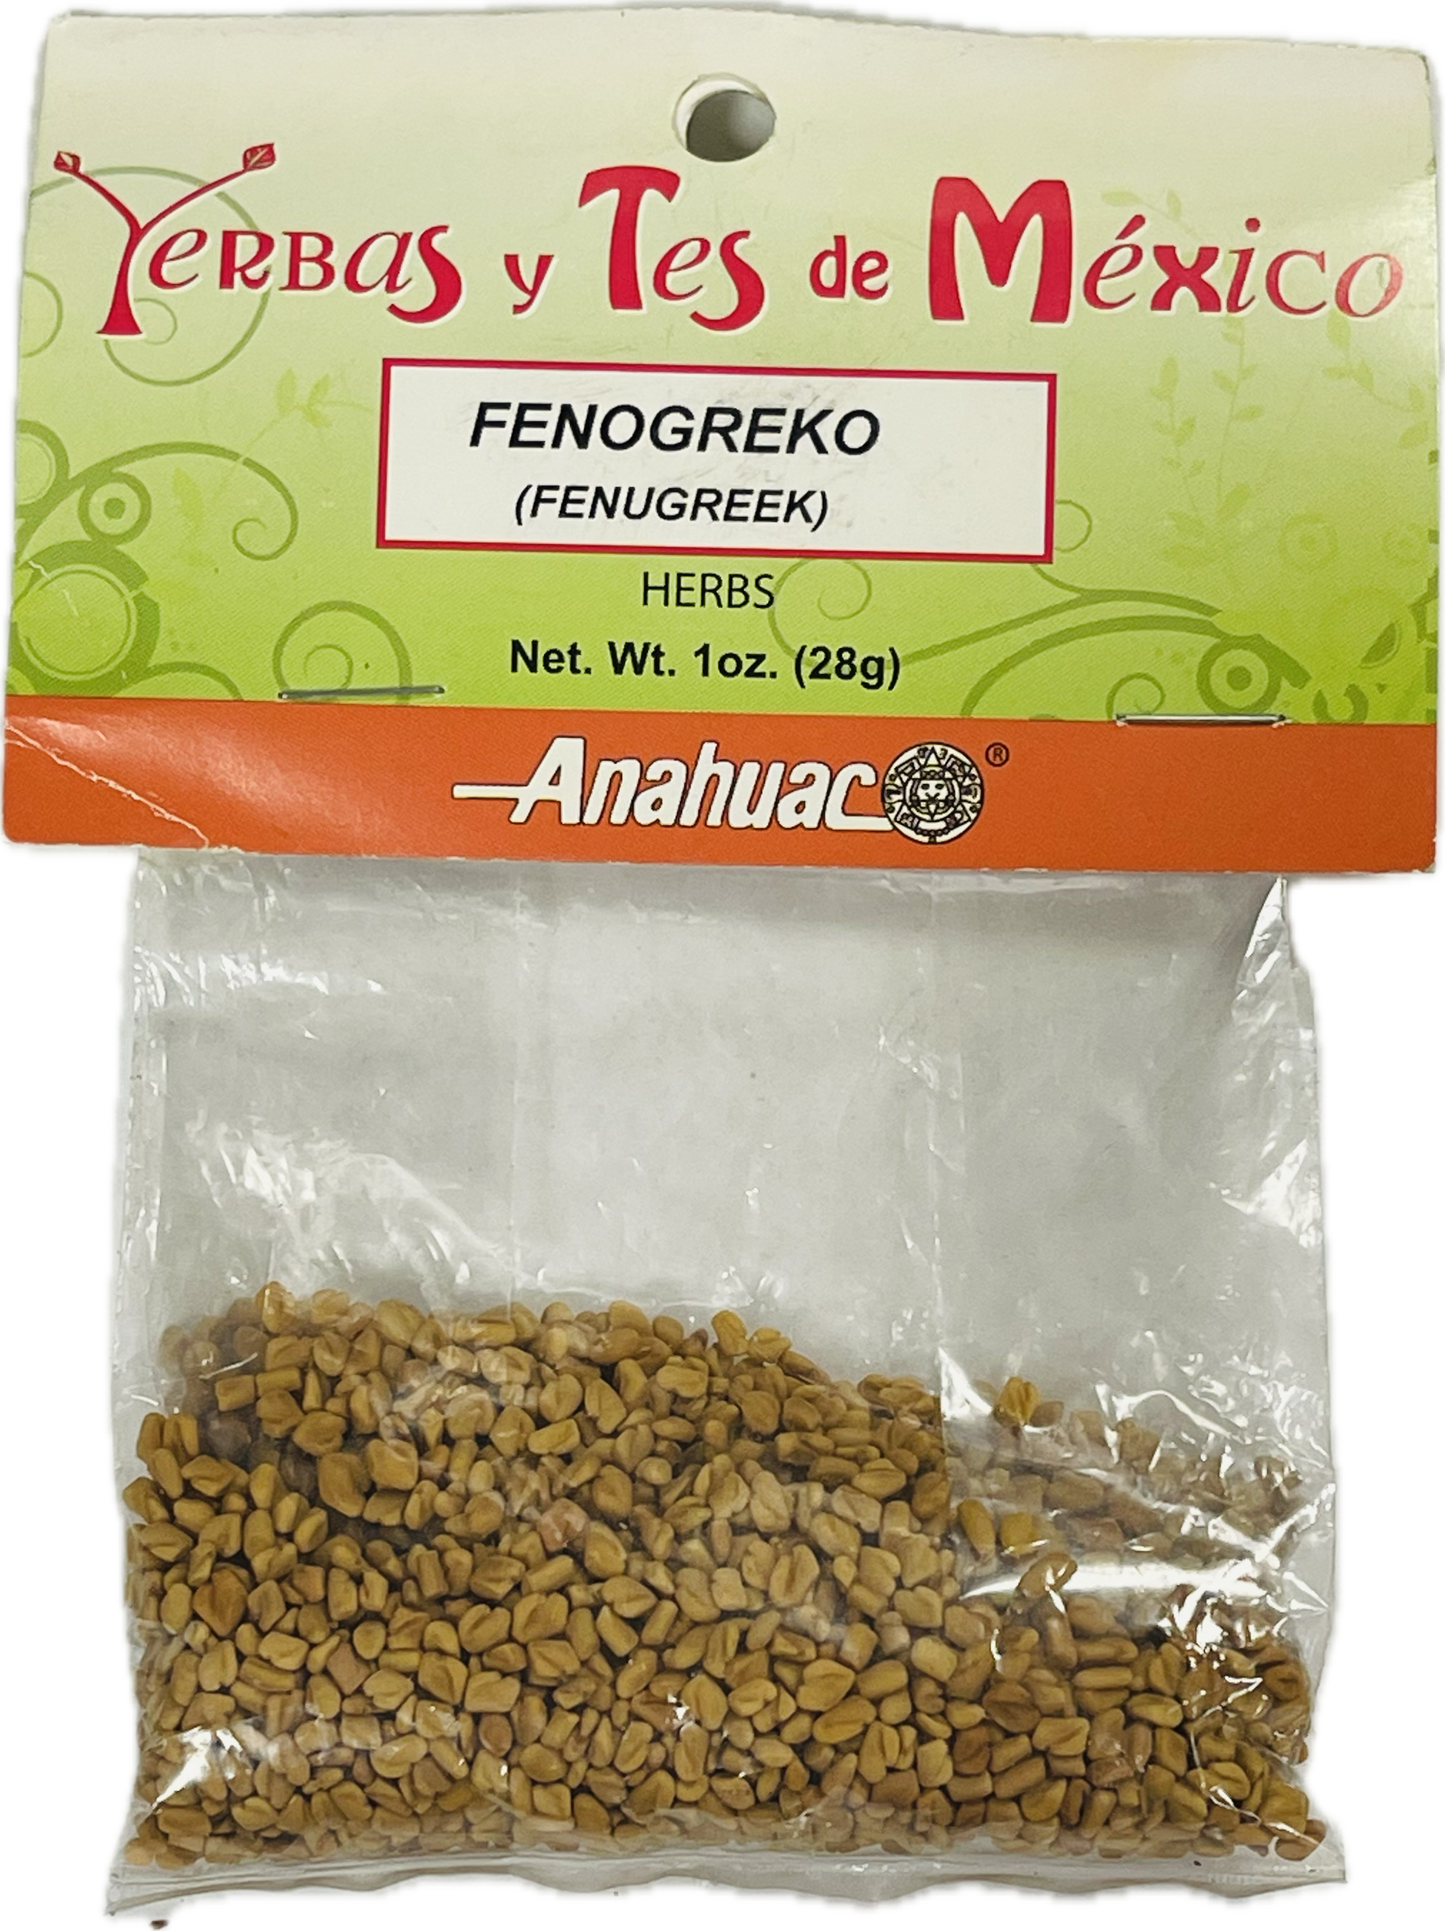 Yerbas y Tes de México
FENOGREKO
(FENUGREEK)
HERBS
Net. Wt. 1oz. (28g)
Anahuac®